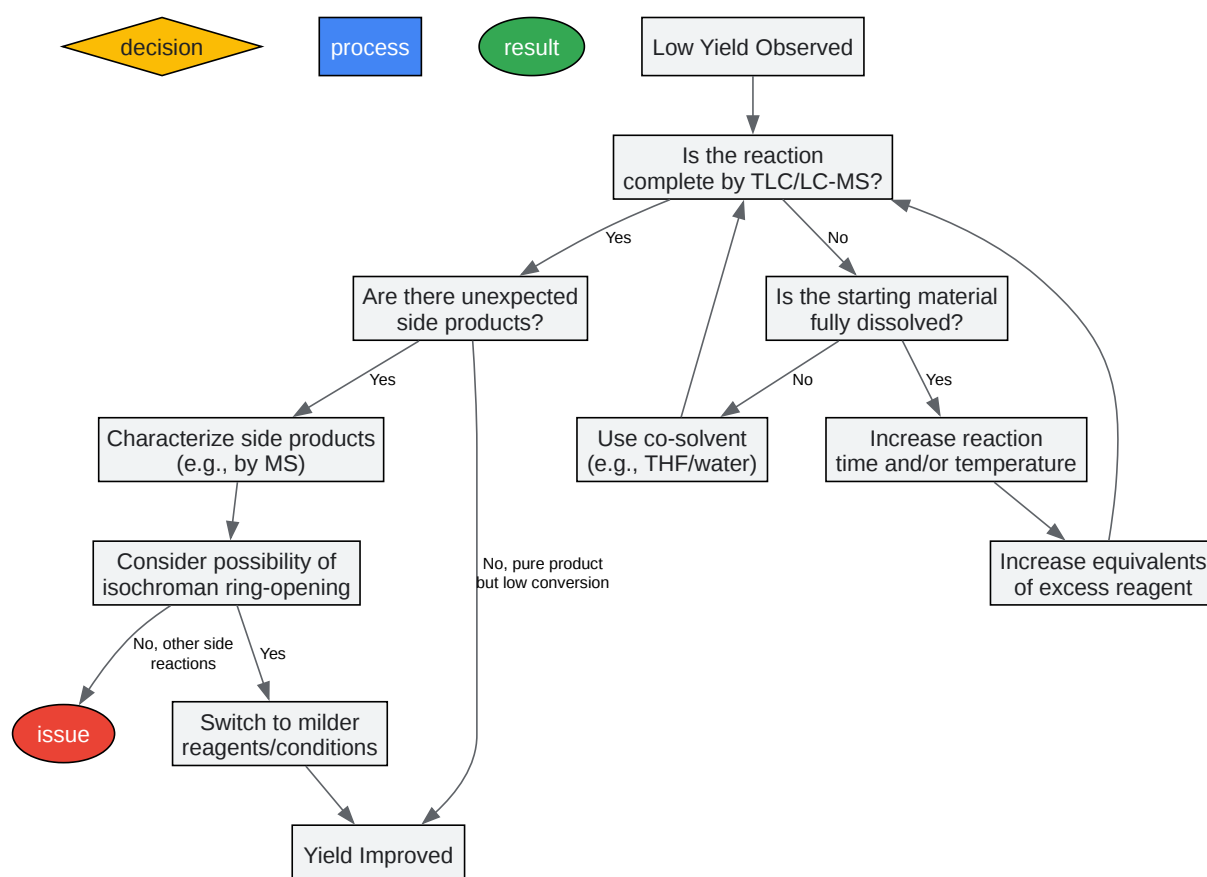 decision
process
result
Low Yield Observed
Is the reaction
complete by TLC/LC-MS?
Yes
No
Are there unexpected
side products?
Is the starting material
fully dissolved?
Yes
No
Yes
Characterize side products
(e.g., by MS)
Use co-solvent
(e.g., THF/water)
Increase reaction
time and/or temperature
Consider possibility of
isochroman ring-opening
No, pure product
but low conversion
Increase equivalents
of excess reagent
No, other side
reactions
Yes
issue
Switch to milder
reagents/conditions
Yield Improved